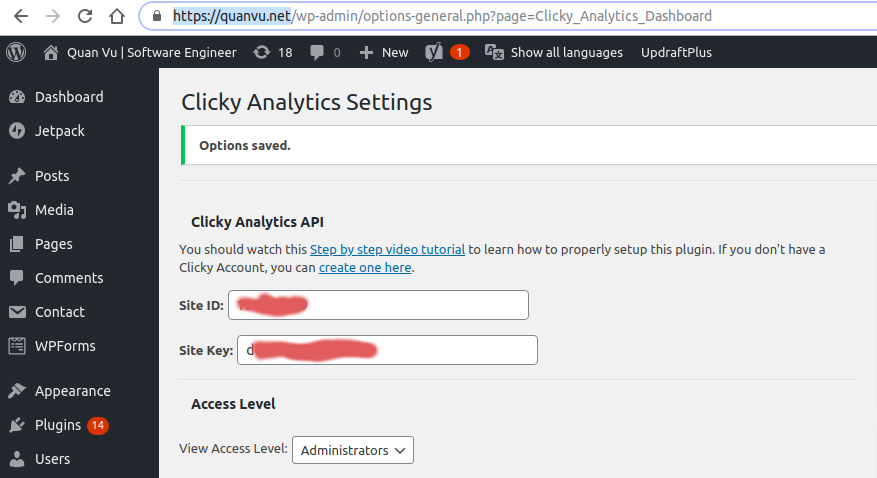 https://quanvu.net/wp-admin/options-general.php?page=Clicky_Analytics_Dashboard
Quan Vu | Software Engineer 18 0 New 1 Show all languages UpdraftPlus
Dashboard
Jetpack
Posts
Media
Pages
Comments
Contact
WPForms
Appearance
Plugins 14
Users
Clicky Analytics Settings
Options saved.
Clicky Analytics API
You should watch this Step by step video tutorial to learn how to properly setup this plugin. If you don't have a
Clicky Account, you can create one here.
Site ID:
Site Key: d
Access Level
View Access Level: Administrators